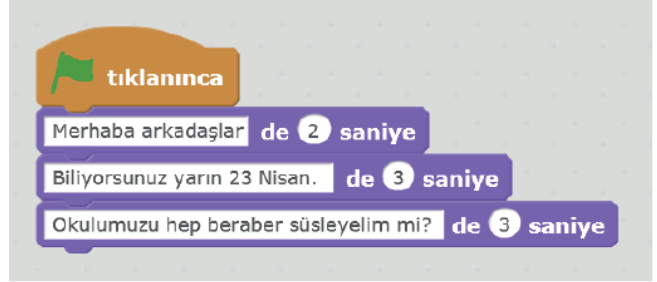 tıklanınca
Merhaba arkadaşlar de 2 saniye
Biliyorsunuz yarın 23 Nisan. de 3 saniye
Okulumuzu hep beraber süsleyelim mi? de 3 saniye